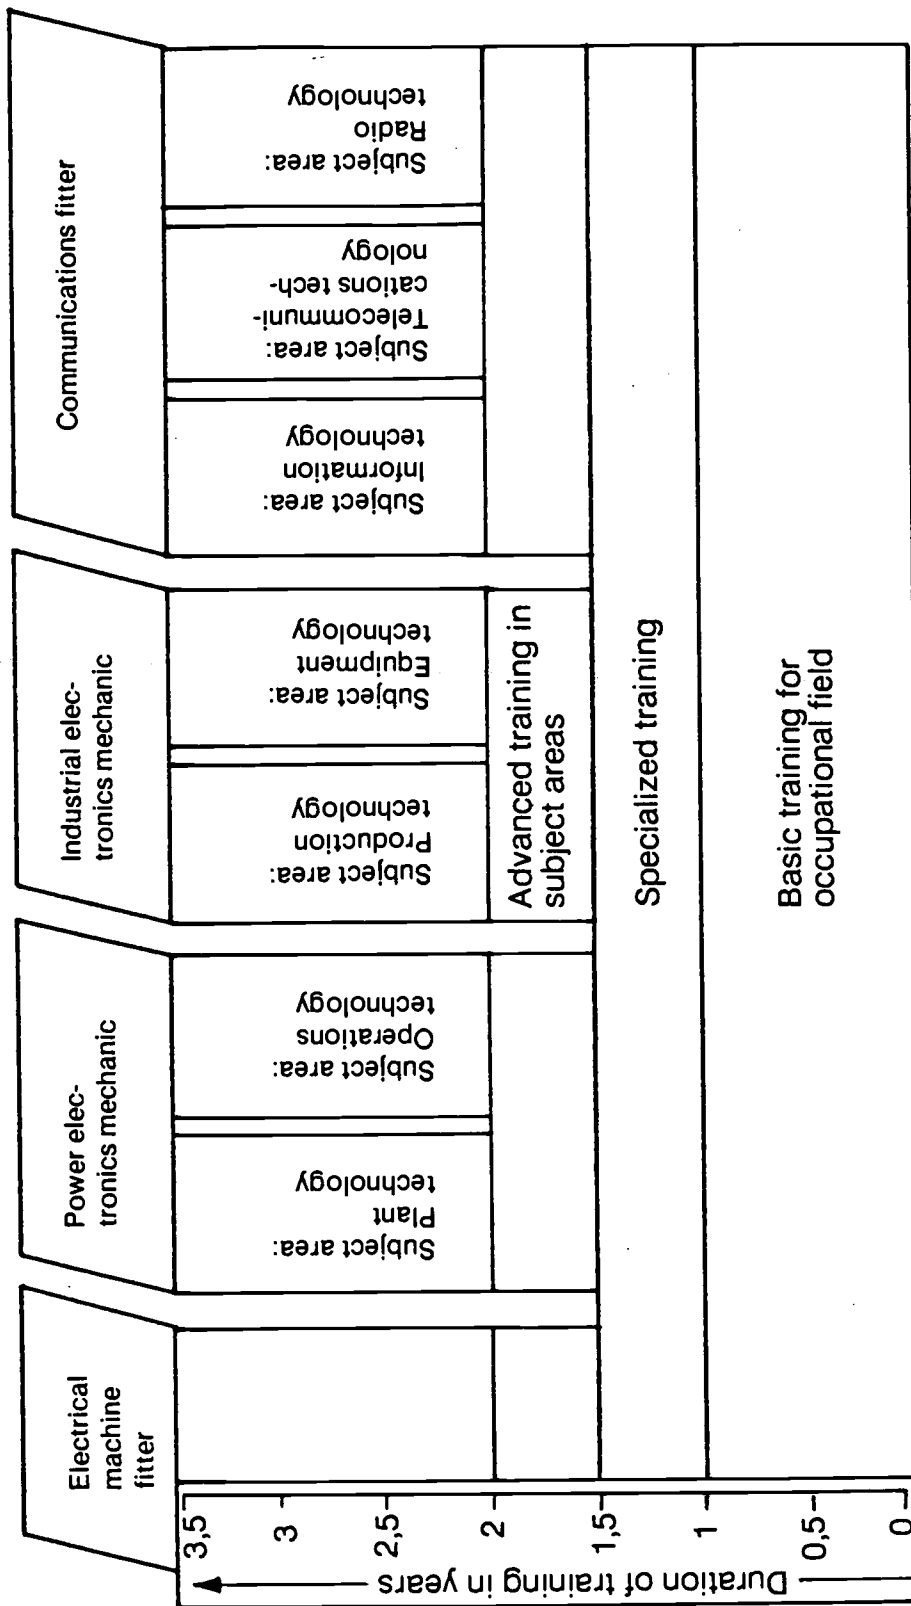 Electrical
machine
fitter
Power elec-
tronics mechanic
Industrial elec-
tronics mechanic
Communications fitter
Subject area:
Plant
technology
Subject area:
Operations
technology
Subject area:
Production
technology
Subject area:
Equipment
technology
Subject area:
Information
technology
Subject area:
Telecommuni-
cations tech-
nology
Subject area:
Radio
technology
Advanced training in
subject areas
Specialized training
Basic training for
occupational field
Duration of training in years
3,5
3
2,5
2
1,5
1
0,5
0